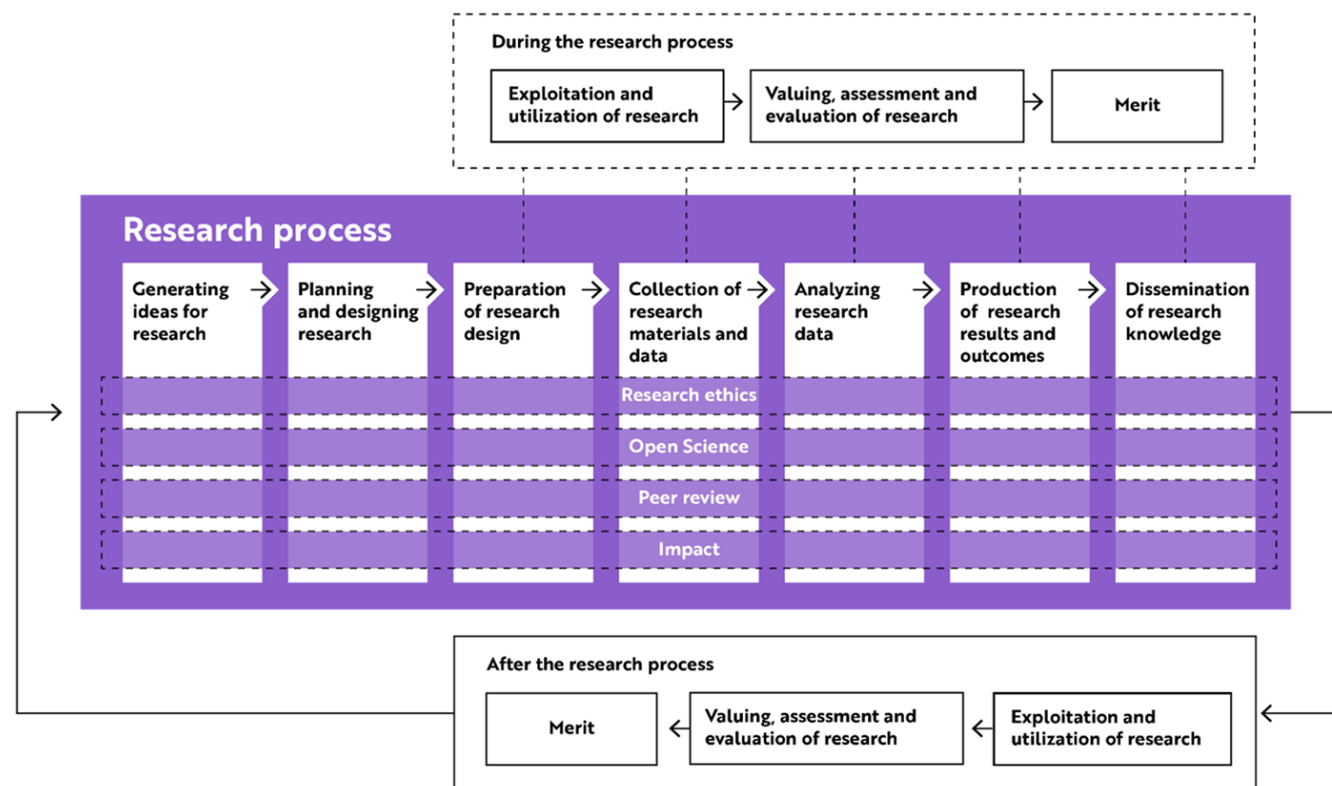 During the research process
Exploitation and
utilization of research
Valuing, assessment and
evaluation of research
Merit
Research process
Generating
ideas for
research
Planning
and designing
research
Preparation
of research
design
Collection of
research
materials and
data
Analyzing
research
data
Production
of research
results and
outcomes
Dissemination
of research
knowledge
Research ethics
Open Science
Peer review
Impact
After the research process
Merit
Valuing, assessment and
evaluation of research
Exploitation and
utilization of research